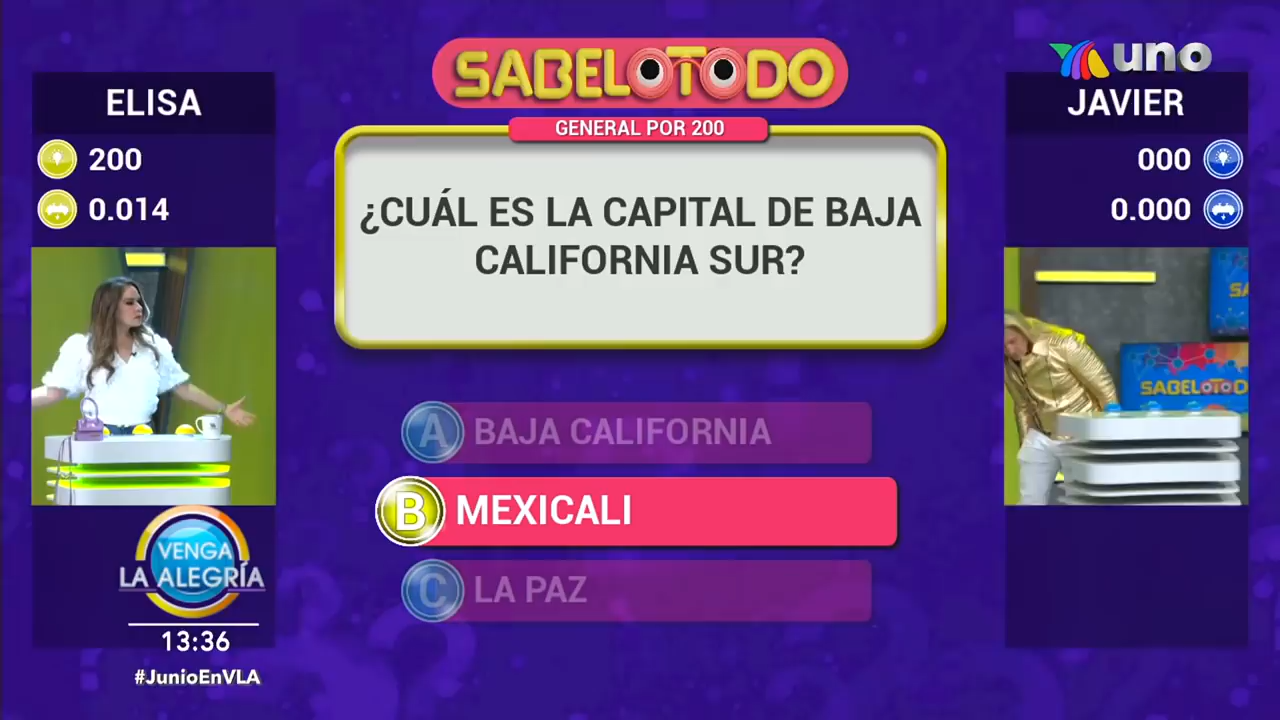 SABELOTODO
uno
ELISA
JAVIER
GENERAL POR 200
200
000
0.014
0.000
¿CUÁL ES LA CAPITAL DE BAJA
CALIFORNIA SUR?
A BAJA CALIFORNIA
B MEXICALI
C LA PAZ
SABELOTOD
VENGA
LA ALEGRÍA
13:36
#JunioEnVLA